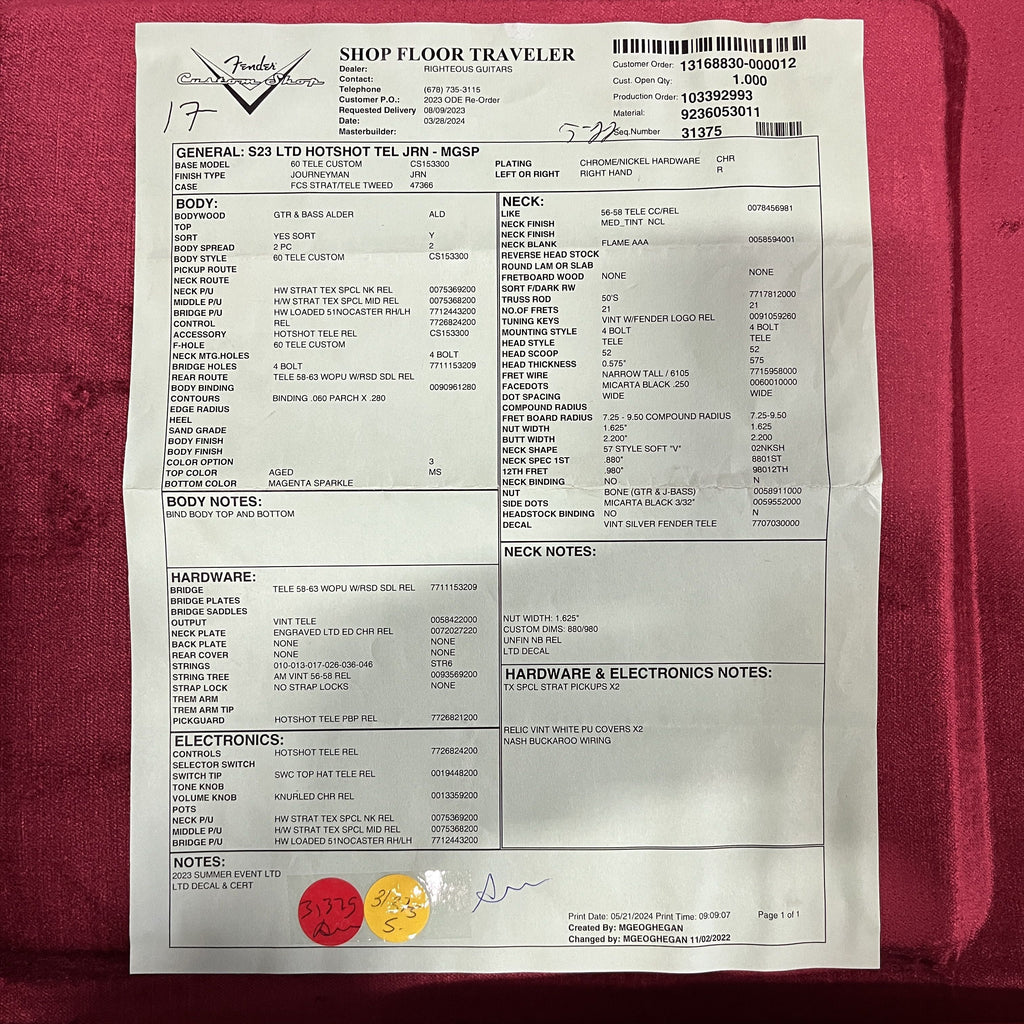 Fender
Custom Shop
17
SHOP FLOOR TRAVELER
Dealer: RIGHTEOUS GUITARS
Contact:
Telephone (678) 735-3115
Customer P.O.: 2023 ODE Re-Order
Requested Delivery 08/09/2023
Date: 03/28/2024
Masterbuilder:
Customer Order: 13168830-000012
Cust. Open Qty: 1.000
Production Order: 103392993
Material: 9236053011
5-22
Seq.Number 31375
GENERAL: S23 LTD HOTSHOT TEL JRN - MGSP
BASE MODEL 60 TELE CUSTOM CS153300
FINISH TYPE JOURNEYMAN JRN
CASE FCS STRAT/TELE TWEED 47366
PLATING CHROME/NICKEL HARDWARE CHR
LEFT OR RIGHT RIGHT HAND R
BODY:
BODYWOOD GTR & BASS ALDER ALD
TOP
SORT YES SORT Y
BODY SPREAD 2 PC 2
BODY STYLE 60 TELE CUSTOM CS153300
PICKUP ROUTE
NECK ROUTE
NECK P/U HW STRAT TEX SPCL NK REL 0075369200
MIDDLE P/U H/W STRAT TEX SPCL MID REL 0075368200
BRIDGE P/U HW LOADED 51NOCASTER RH/LH 7712443200
CONTROL REL 7726824200
ACCESSORY HOTSHOT TELE REL CS153300
F-HOLE 60 TELE CUSTOM
NECK MTG.HOLES 4 BOLT
BRIDGE HOLES 4 BOLT 7711153209
REAR ROUTE TELE 58-63 WOPU W/RSD SDL REL
BODY BINDING 0090961280
CONTOURS BINDING .060 PARCH X .280
EDGE RADIUS
HEEL
SAND GRADE
BODY FINISH
BODY FINISH
COLOR OPTION 3
TOP COLOR AGED MS
BOTTOM COLOR MAGENTA SPARKLE
BODY NOTES:
BIND BODY TOP AND BOTTOM
HARDWARE:
BRIDGE TELE 58-63 WOPU W/RSD SDL REL 7711153209
BRIDGE PLATES
BRIDGE SADDLES
OUTPUT VINT TELE 0058422000
NECK PLATE ENGRAVED LTD ED CHR REL 0072027220
BACK PLATE NONE NONE
REAR COVER NONE NONE
STRINGS 010-013-017-026-036-046 STR6
STRING TREE AM VINT 56-58 REL 0093569200
STRAP LOCK NO STRAP LOCKS NONE
TREM ARM
TREM ARM TIP
PICKGUARD HOTSHOT TELE PBP REL 7726821200
ELECTRONICS:
CONTROLS HOTSHOT TELE REL 7726824200
SELECTOR SWITCH
SWITCH TIP SWC TOP HAT TELE REL 0019448200
TONE KNOB
VOLUME KNOB KNURLED CHR REL 0013359200
POTS
NECK P/U HW STRAT TEX SPCL NK REL 0075369200
MIDDLE P/U H/W STRAT TEX SPCL MID REL 0075368200
BRIDGE P/U HW LOADED 51NOCASTER RH/LH 7712443200
NECK:
LIKE 56-58 TELE CC/REL 0078456981
NECK FINISH MED_TINT NCL
NECK FINISH
NECK BLANK FLAME AAA 0058594001
REVERSE HEAD STOCK
ROUND LAM OR SLAB
FRETBOARD WOOD NONE NONE
SORT F/DARK RW
TRUSS ROD 50'S 7717812000
NO.OF FRETS 21 21
TUNING KEYS VINT W/FENDER LOGO REL 0091059260
MOUNTING STYLE 4 BOLT 4 BOLT
HEAD STYLE TELE TELE
HEAD SCOOP 52 52
HEAD THICKNESS 0.575" 575
FRET WIRE NARROW TALL / 6105 7715958000
FACEDOTS MICARTA BLACK .250 0060010000
DOT SPACING WIDE WIDE
COMPOUND RADIUS
FRET BOARD RADIUS 7.25 - 9.50 COMPOUND RADIUS 7.25-9.50
NUT WIDTH 1.625" 1.625
BUTT WIDTH 2.200" 2.200
NECK SHAPE 57 STYLE SOFT "V" 02NKSH
NECK SPEC 1ST .880" 8801ST
12TH FRET .980" 98012TH
NECK BINDING NO N
NUT BONE (GTR & J-BASS) 0058911000
SIDE DOTS MICARTA BLACK 3/32" 0059552000
HEADSTOCK BINDING NO N
DECAL VINT SILVER FENDER TELE 7707030000
NECK NOTES:
NUT WIDTH: 1.625"
CUSTOM DIMS: 880/980
UNFIN NB REL
LTD DECAL
HARDWARE & ELECTRONICS NOTES:
TX SPCL STRAT PICKUPS X2
RELIC VINT WHITE PU COVERS X2
NASH BUCKAROO WIRING
NOTES:
2023 SUMMER EVENT LTD
LTD DECAL & CERT
31375
Print Date: 05/21/2024 Print Time: 09:09:07 Page 1 of 1
Created By: MGEOGHEGAN
Changed by: MGEOGHEGAN 11/02/2022